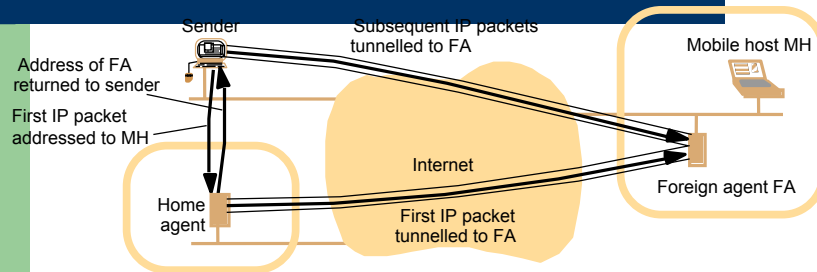 Sender
Subsequent IP packets
tunnelled to FA
Mobile host MH
Address of FA
returned to sender
First IP packet
addressed to MH
Internet
Foreign agent FA
Home
agent
First IP packet
tunnelled to FA